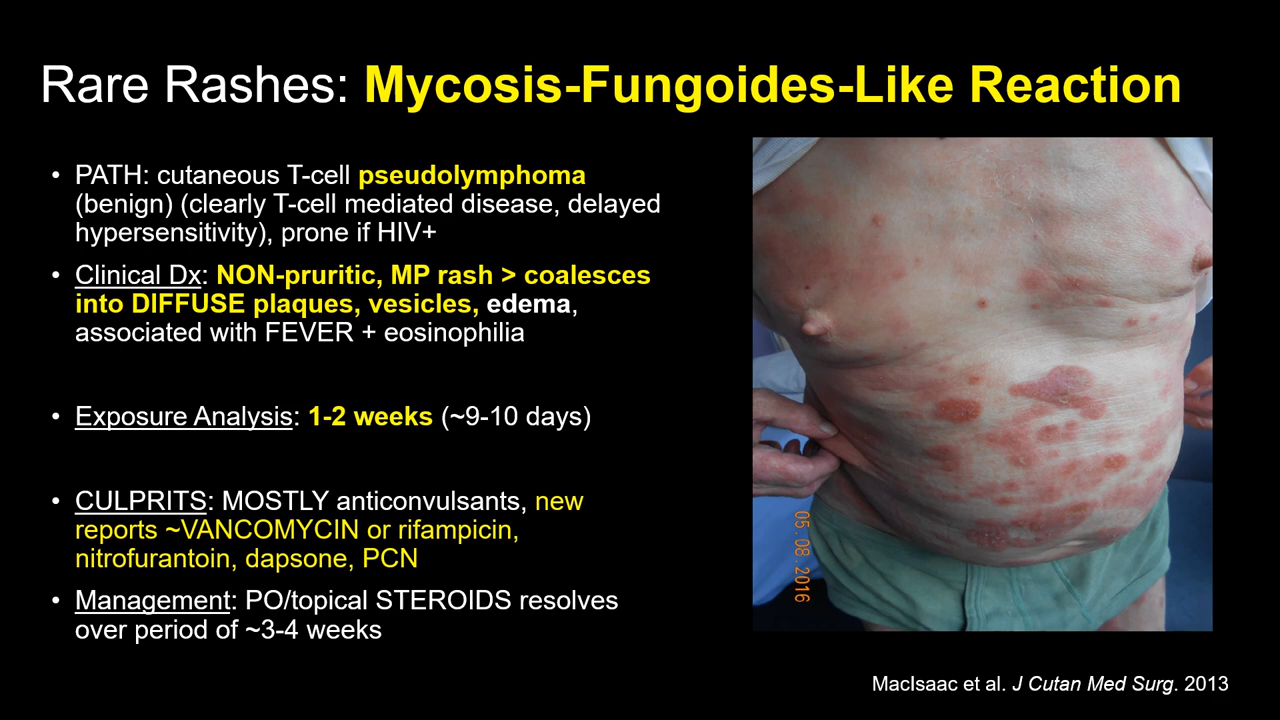 Rare Rashes: Mycosis-Fungoides-Like Reaction
• PATH: cutaneous T-cell pseudolymphoma
(benign) (clearly T-cell mediated disease, delayed
hypersensitivity), prone if HIV+
• Clinical Dx: NON-pruritic, MP rash > coalesces
into DIFFUSE plaques, vesicles, edema,
associated with FEVER + eosinophilia
• Exposure Analysis: 1-2 weeks (~9-10 days)
• CULPRITS: MOSTLY anticonvulsants, new
reports ~VANCOMYCIN or rifampicin,
nitrofurantoin, dapsone, PCN
• Management: PO/topical STEROIDS resolves
over period of ~3-4 weeks
05.08.2016
MacIsaac et al. J Cutan Med Surg. 2013